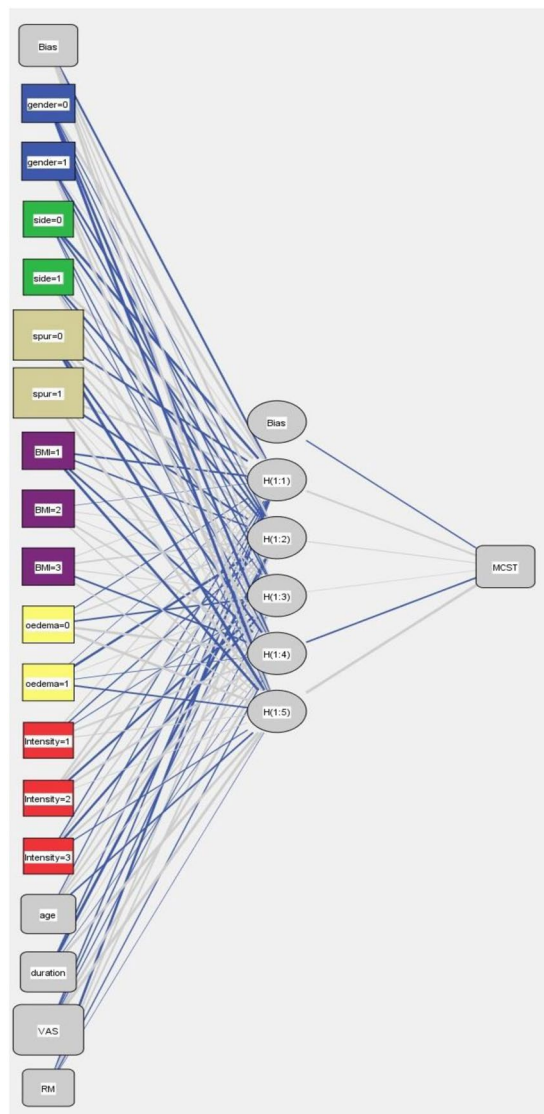 Bias
gender=0
gender=1
side=0
side=1
spur=0
spur=1
BMI=1
BMI=2
BMI=3
oedema=0
oedema=1
Intensity=1
Intensity=2
Intensity=3
age
duration
VAS
RM
Bias
H(1:1)
H(1:2)
H(1:3)
H(1:4)
H(1:5)
MCST